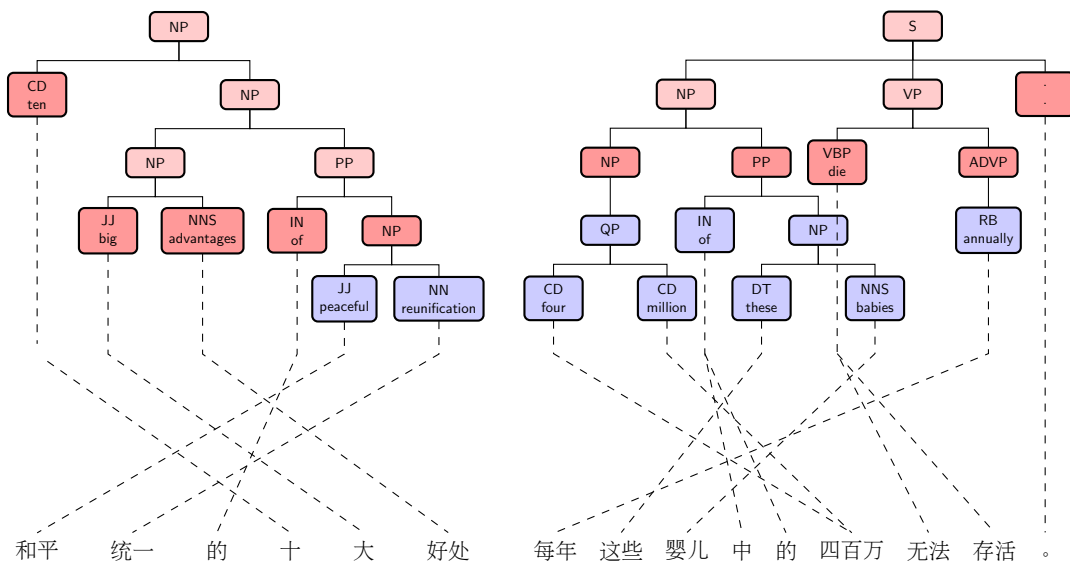 NP S
CD
ten NP NP VP .
.
NP PP NP PP VBP
die ADVP
JJ
big NNS
advantages IN
of NP QP IN
of NP RB
annually
JJ
peaceful NN
reunification CD
four CD
million DT
these NNS
babies
和平 统一 的 十 大 好处 每年 这些 婴儿 中 的 四百万 无法 存活 。